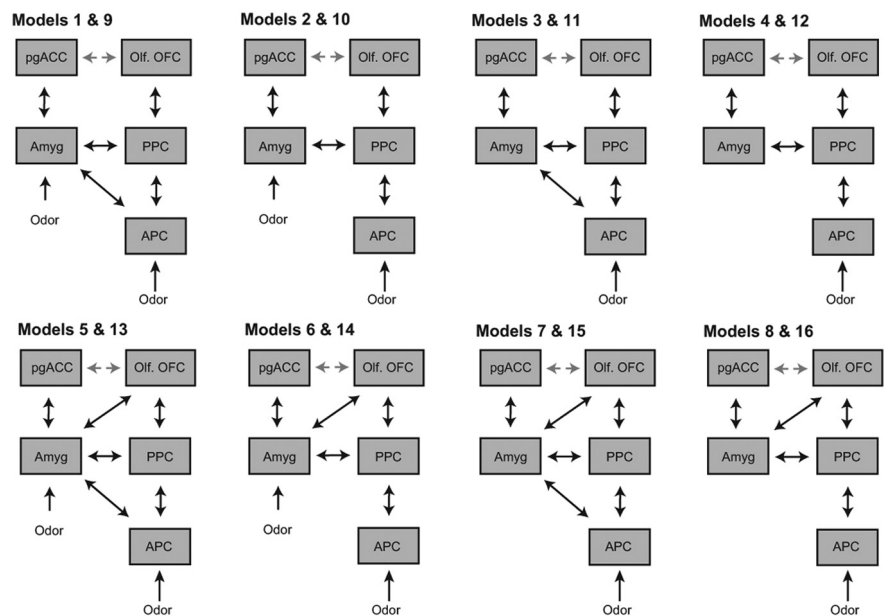 Models 1 & 9
pgACC
Olf. OFC
Amyg
PPC
Odor
APC
Odor
Models 2 & 10
pgACC
Olf. OFC
Amyg
PPC
Odor
APC
Odor
Models 3 & 11
pgACC
Olf. OFC
Amyg
PPC
APC
Odor
Models 4 & 12
pgACC
Olf. OFC
Amyg
PPC
APC
Odor
Models 5 & 13
pgACC
Olf. OFC
Amyg
PPC
Odor
APC
Odor
Models 6 & 14
pgACC
Olf. OFC
Amyg
PPC
Odor
APC
Odor
Models 7 & 15
pgACC
Olf. OFC
Amyg
PPC
APC
Odor
Models 8 & 16
pgACC
Olf. OFC
Amyg
PPC
APC
Odor